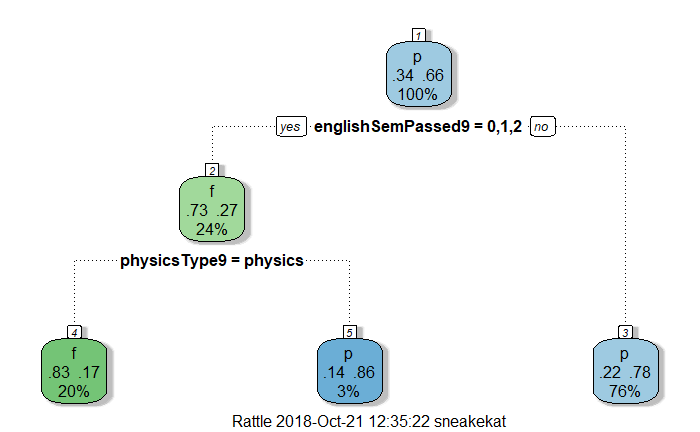 1
p
.34 .66
100%
yes englishSemPassed9 = 0,1,2 no
2
f
.73 .27
24%
physicsType9 = physics
4
f
.83 .17
20%
5
p
.14 .86
3%
3
p
.22 .78
76%
Rattle 2018-Oct-21 12:35:22 sneakekat